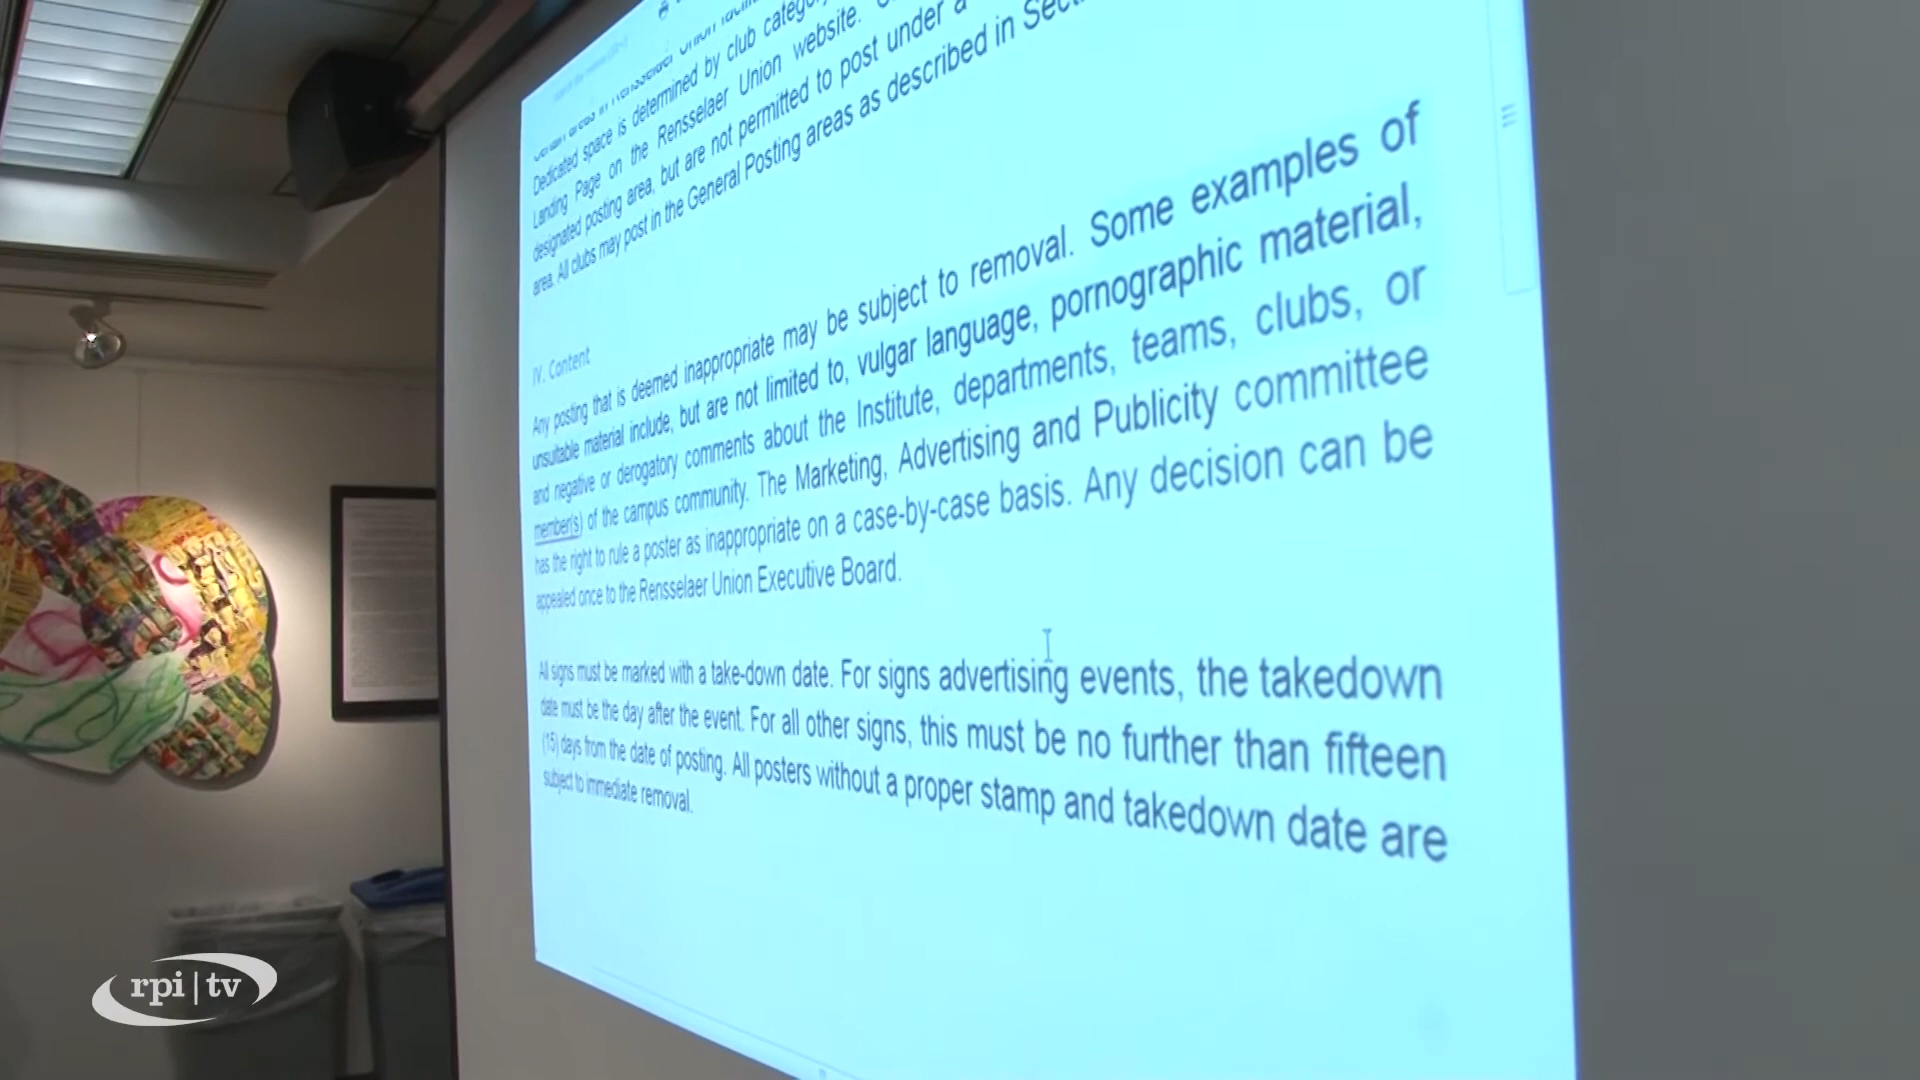 Dedicated space is determined by club category
Landing Page on the Rensselaer Union website.
designated posting area, but are not permitted to post under a
area. All clubs may post in the General Posting areas as described in
IV. Content
Any posting that is deemed inappropriate may be subject to removal. Some examples of
unsuitable material include, but are not limited to, vulgar language, pornographic material,
and negative or derogatory comments about the Institute, departments, teams, clubs, or
member(s) of the campus community. The Marketing, Advertising and Publicity committee
has the right to rule a poster as inappropriate on a case-by-case basis. Any decision can be
appealed once to the Rensselaer Union Executive Board.
All signs must be marked with a take-down date. For signs advertising events, the takedown
date must be the day after the event. For all other signs, this must be no further than fifteen
(15) days from the date of posting. All posters without a proper stamp and takedown date are
subject to immediate removal.
rpi|tv